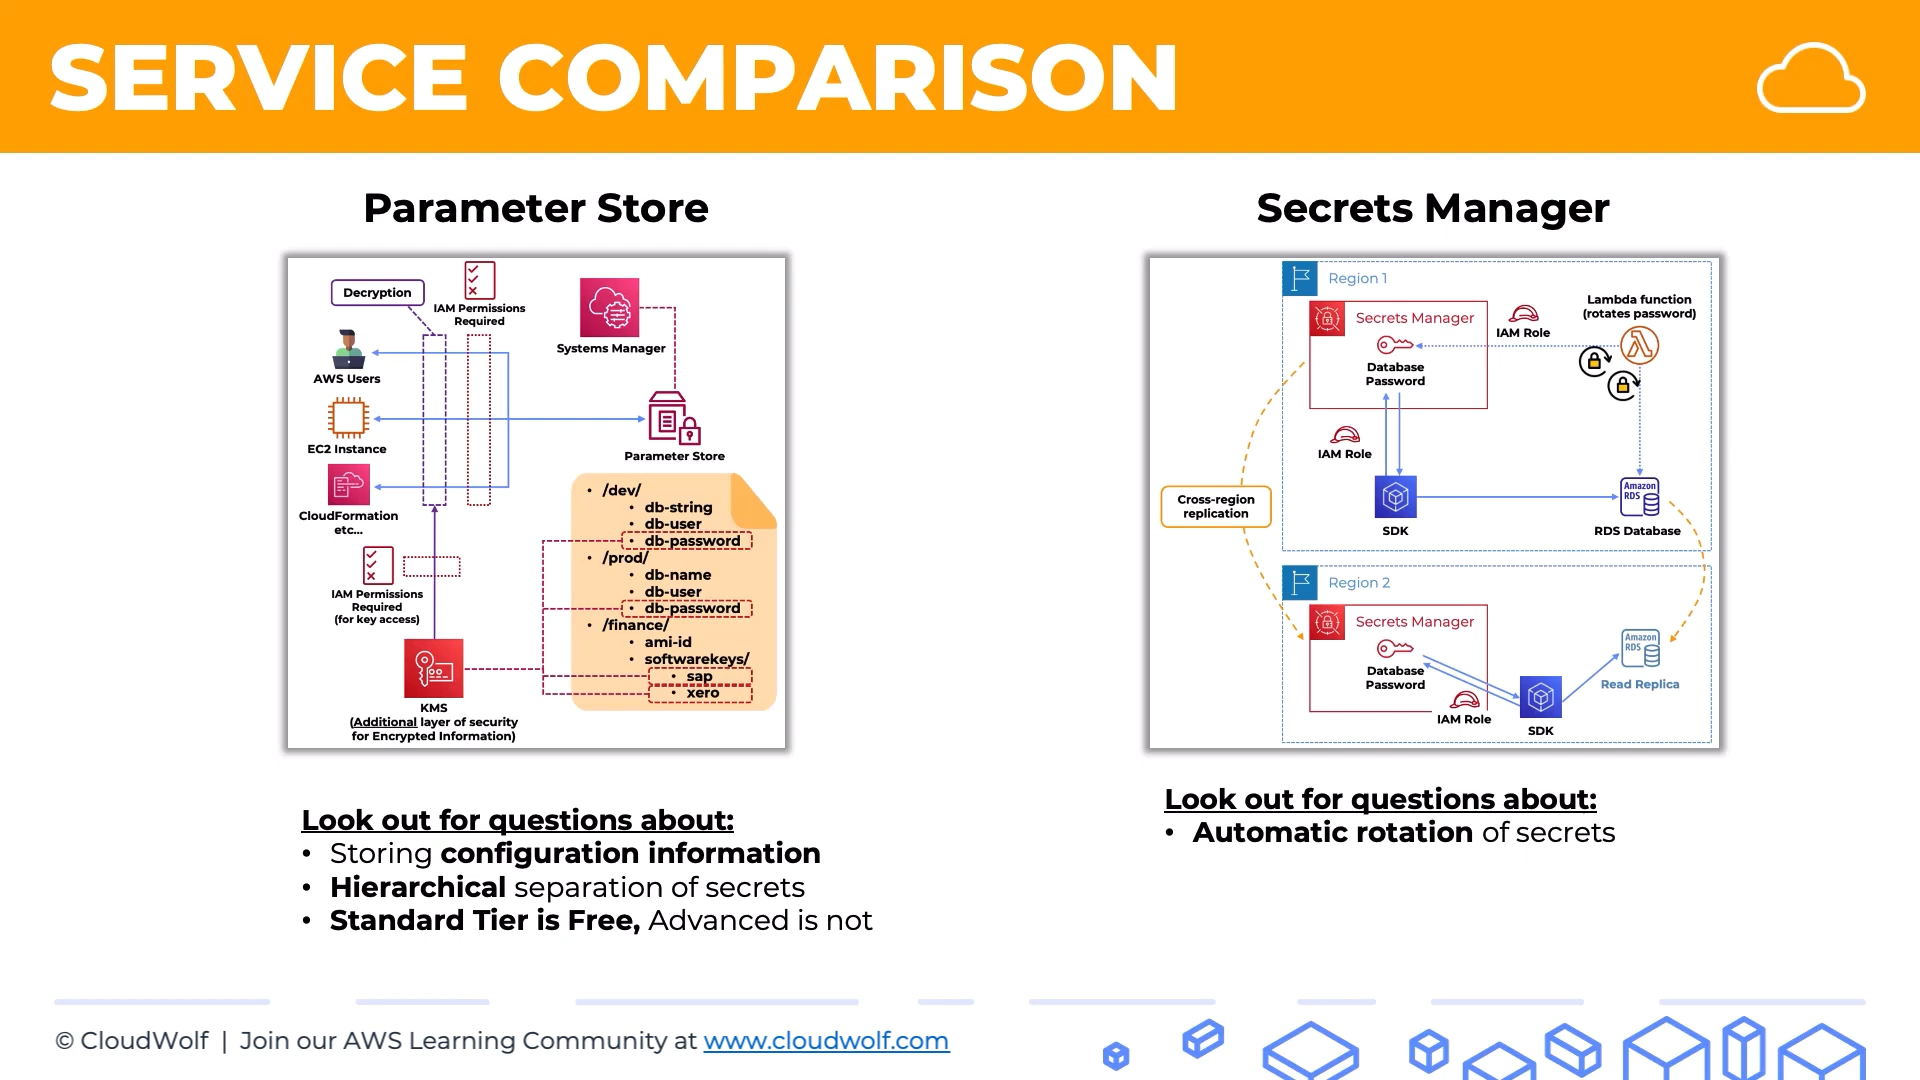 SERVICE COMPARISON
Parameter Store
Decryption
IAM Permissions
Required
AWS Users
EC2 Instance
CloudFormation
etc...
Systems Manager
Parameter Store
IAM Permissions
Required
(for key access)
KMS
(Additional layer of security
for Encrypted Information)
• /dev/
• db-string
• db-user
• db-password
• /prod/
• db-name
• db-user
• db-password
• /finance/
• ami-id
• softwarekeys/
• sap
• xero
Look out for questions about:
• Storing configuration information
• Hierarchical separation of secrets
• Standard Tier is Free, Advanced is not
Secrets Manager
Region 1
Secrets Manager
Database
Password
IAM Role
Lambda function
(rotates password)
IAM Role
SDK
Amazon
RDS
RDS Database
Cross-region
replication
Region 2
Secrets Manager
Database
Password
IAM Role
SDK
Amazon
RDS
Read Replica
Look out for questions about:
• Automatic rotation of secrets
© CloudWolf | Join our AWS Learning Community at www.cloudwolf.com